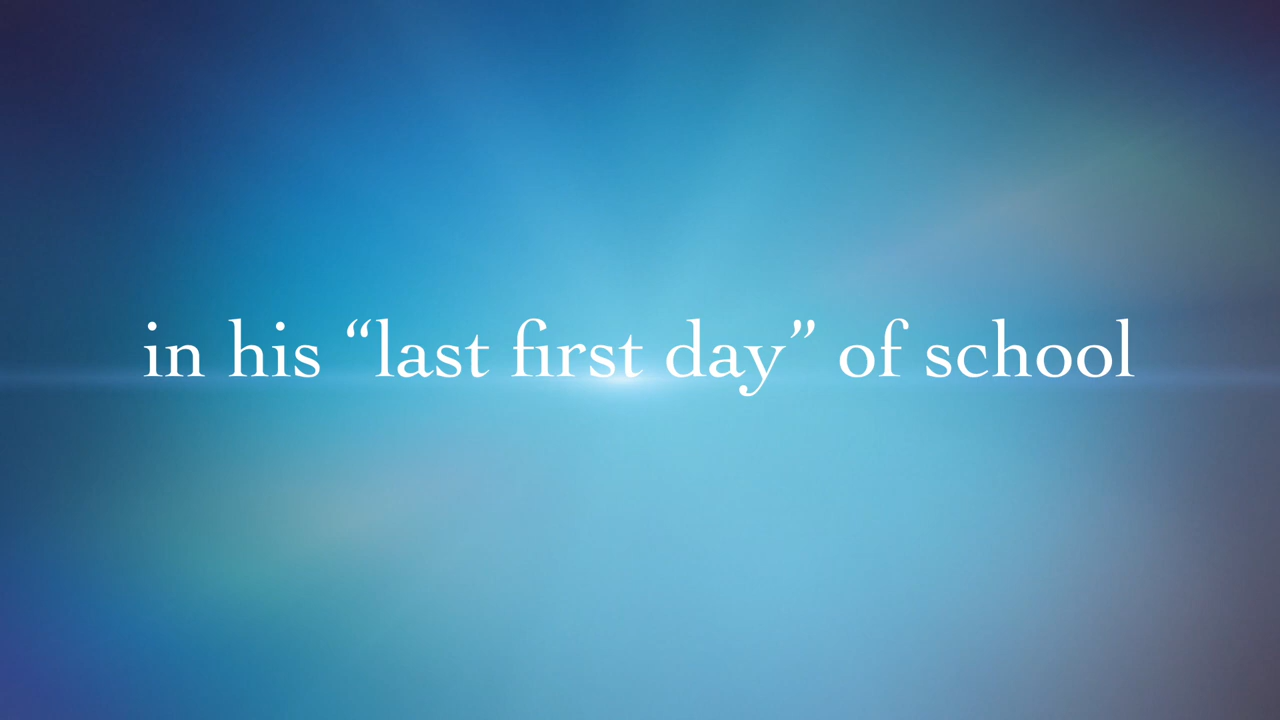 in his “last first day” of school